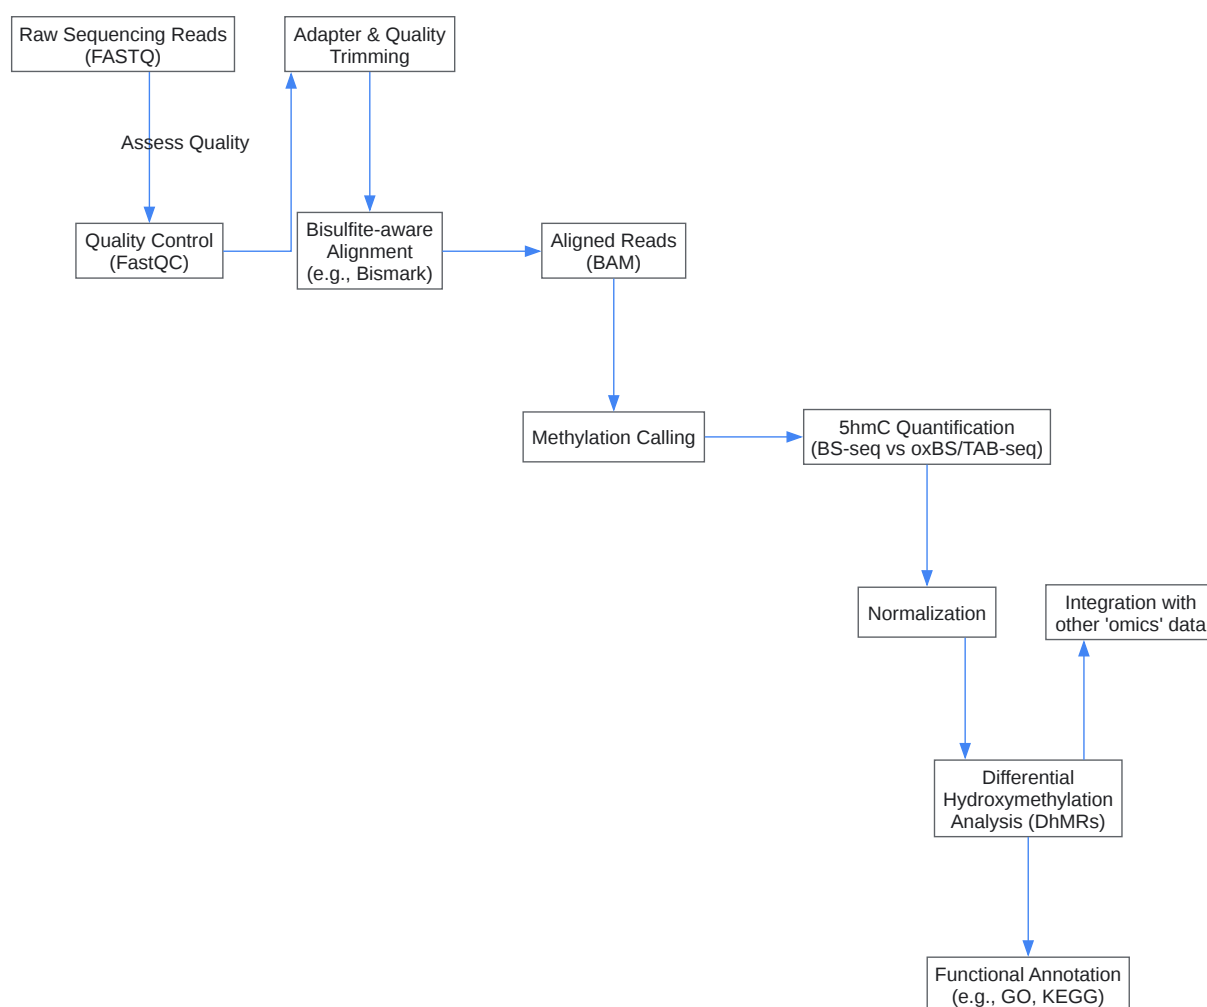 Raw Sequencing Reads
(FASTQ)
Adapter & Quality
Trimming
Assess Quality
Quality Control
(FastQC)
Bisulfite-aware
Alignment
(e.g., Bismark)
Aligned Reads
(BAM)
Methylation Calling
5hmC Quantification
(BS-seq vs oxBS/TAB-seq)
Normalization
Integration with
other 'omics' data
Differential
Hydroxymethylation
Analysis (DhMRs)
Functional Annotation
(e.g., GO, KEGG)